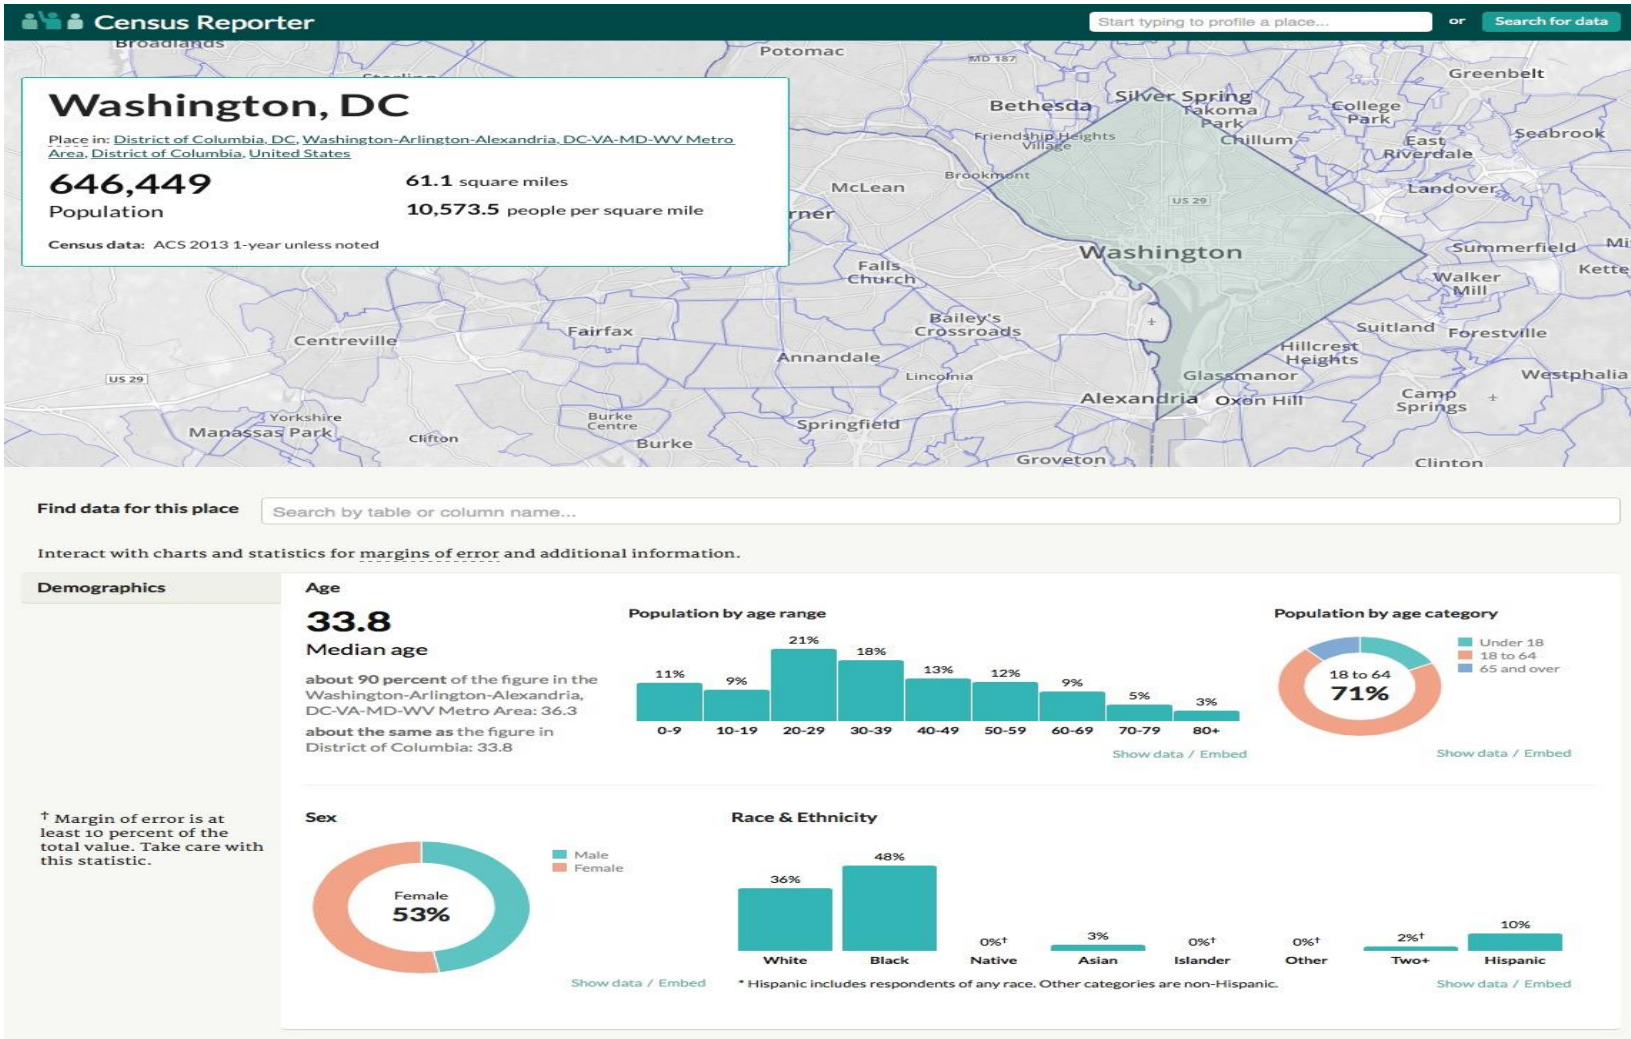 Census Reporter
Start typing to profile a place...
or
Search for data
Broadlands
Sterling
Potomac
MD 187
Greenbelt
Bethesda
Silver Spring
Takoma
Park
College
Park
Friendship Heights
Village
Chillum
East
Riverdale
Seabrook
Brookmont
McLean
US 29
Landover
Washington
Summerfield
Falls
Church
Walker
Mill
Bailey's
Crossroads
Fairfax
Centreville
Annandale
Lincolnia
Suitland
Forestville
Hillcrest
Heights
Glassmanor
Westphalia
US 29
Alexandria
Oxon Hill
Camp
Springs
Yorkshire
Manassas Park
Clifton
Burke
Centre
Burke
Springfield
Groveton
Clinton
Washington, DC
Place in: District of Columbia, DC, Washington-Arlington-Alexandria, DC-VA-MD-WV Metro
Area, District of Columbia, United States
646,449
Population
61.1 square miles
10,573.5 people per square mile
Census data: ACS 2013 1-year unless noted
Find data for this place
Search by table or column name...
Interact with charts and statistics for margins of error and additional information.
Demographics
Age
33.8
Median age
about 90 percent of the figure in the
Washington-Arlington-Alexandria,
DC-VA-MD-WV Metro Area: 36.3
about the same as the figure in
District of Columbia: 33.8
Population by age range
11% 9% 21% 18% 13% 12% 9% 5% 3%
0-9 10-19 20-29 30-39 40-49 50-59 60-69 70-79 80+
Show data / Embed
Population by age category
18 to 64
71%
Under 18
18 to 64
65 and over
Show data / Embed
† Margin of error is at
least 10 percent of the
total value. Take care with
this statistic.
Sex
Female
53%
Male
Female
Show data / Embed
Race & Ethnicity
36% 48% 0%† 3% 0%† 0%† 2%† 10%
White Black Native Asian Islander Other Two+ Hispanic
* Hispanic includes respondents of any race. Other categories are non-Hispanic.
Show data / Embed